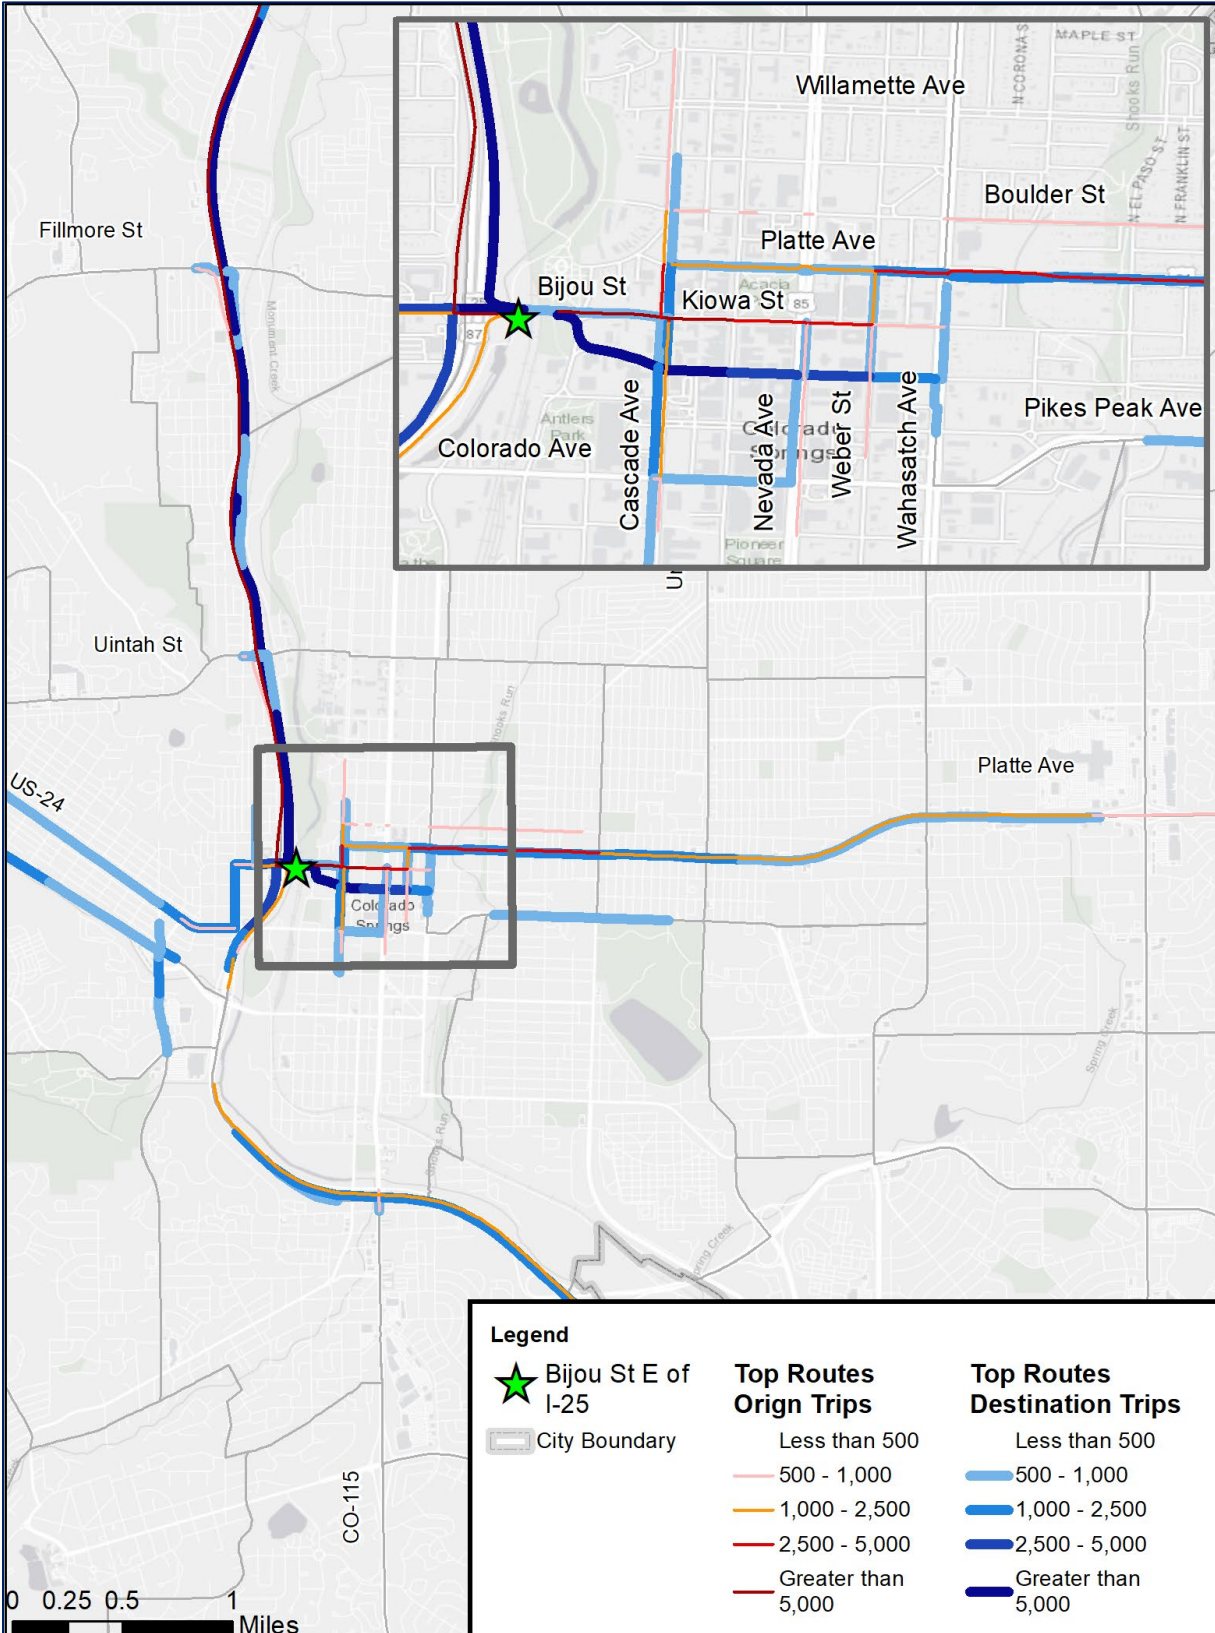 MAPLE ST
N CORONA S
Shooks Run
Willamette Ave
N EL PASO ST
N FRANKLIN ST
Boulder St
Fillmore St
Platte Ave
Bijou St
Acacia
Kiowa St
85
25
87
Monument Creek
Antlers
Park
Colorado Ave
Cascade Ave
Nevada Ave
Weber St
Wahasatch Ave
Colorado
Springs
Pikes Peak Ave
Pioneer
Square
Uintah St
hooks Run
US-24
Platte Ave
Colorado
Springs
Spring Creek
Shooks Run
Spring Creek
CO-115
0 0.25 0.5 1
Miles
Legend
Bijou St E of
I-25
City Boundary
Top Routes
Orign Trips
Less than 500
500 - 1,000
1,000 - 2,500
2,500 - 5,000
Greater than
5,000
Top Routes
Destination Trips
Less than 500
500 - 1,000
1,000 - 2,500
2,500 - 5,000
Greater than
5,000